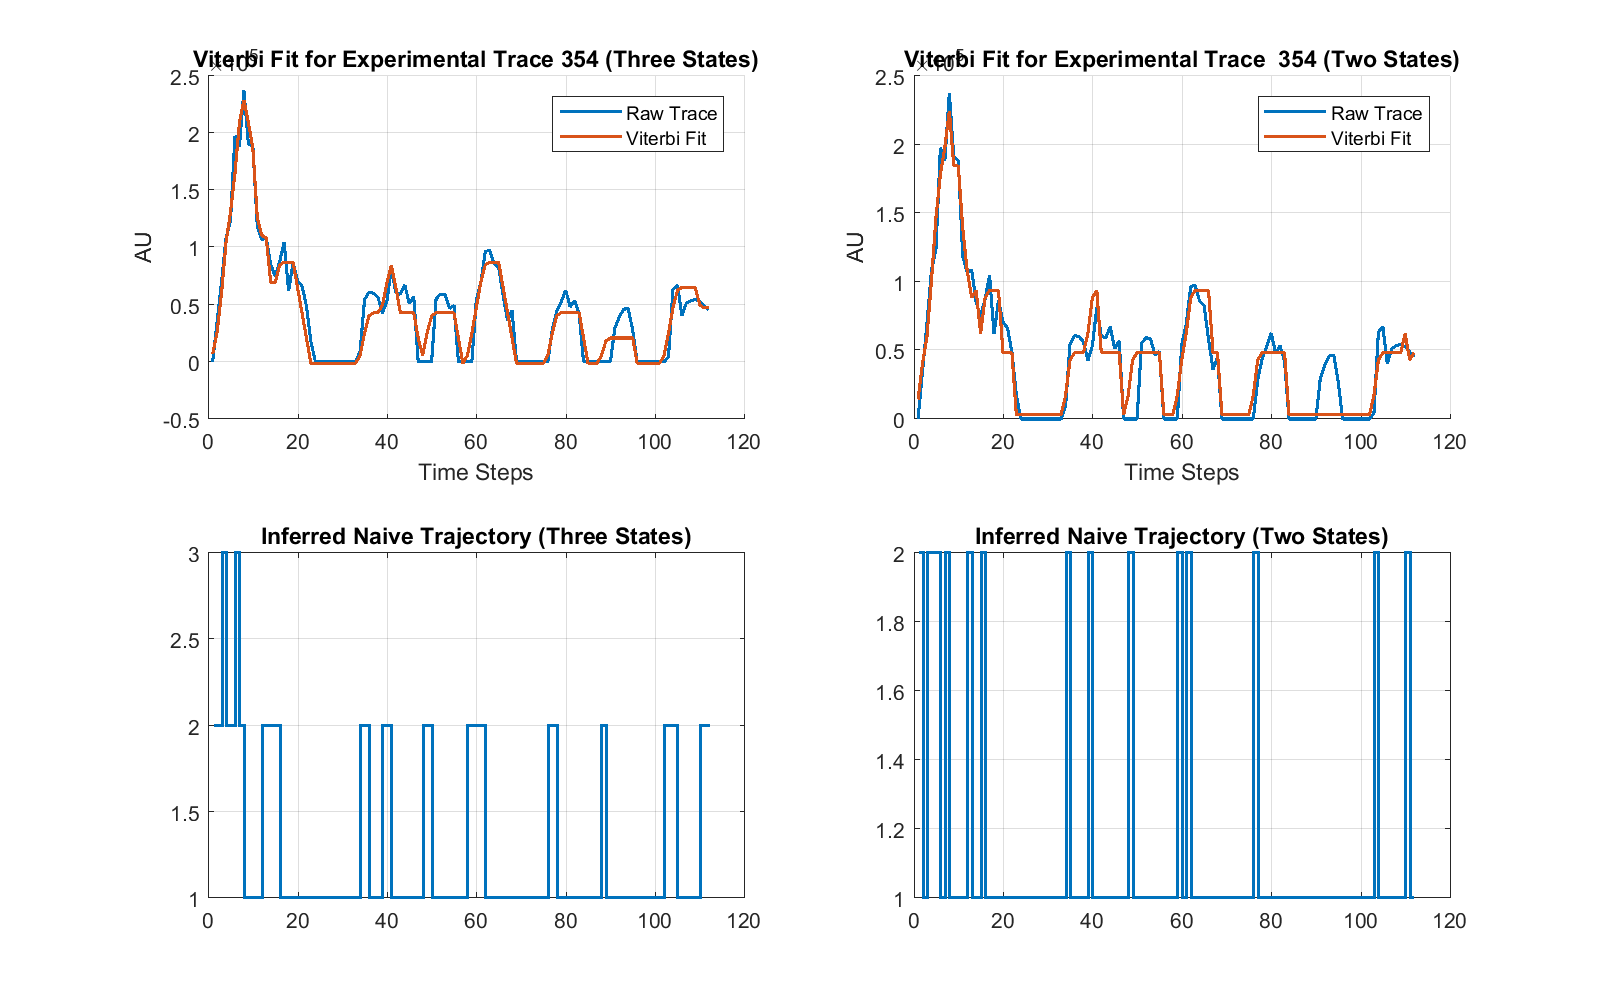 Viterbi Fit for Experimental Trace 354 (Three States)
×10^5
2.5
2
1.5
1
0.5
0
-0.5
AU
Raw Trace
Viterbi Fit
0 20 40 60 80 100 120
Time Steps
Viterbi Fit for Experimental Trace 354 (Two States)
×10^5
2.5
2
1.5
1
0.5
0
AU
Raw Trace
Viterbi Fit
0 20 40 60 80 100 120
Time Steps
Inferred Naive Trajectory (Three States)
3
2.5
2
1.5
1
0 20 40 60 80 100 120
Inferred Naive Trajectory (Two States)
2
1.8
1.6
1.4
1.2
1
0 20 40 60 80 100 120